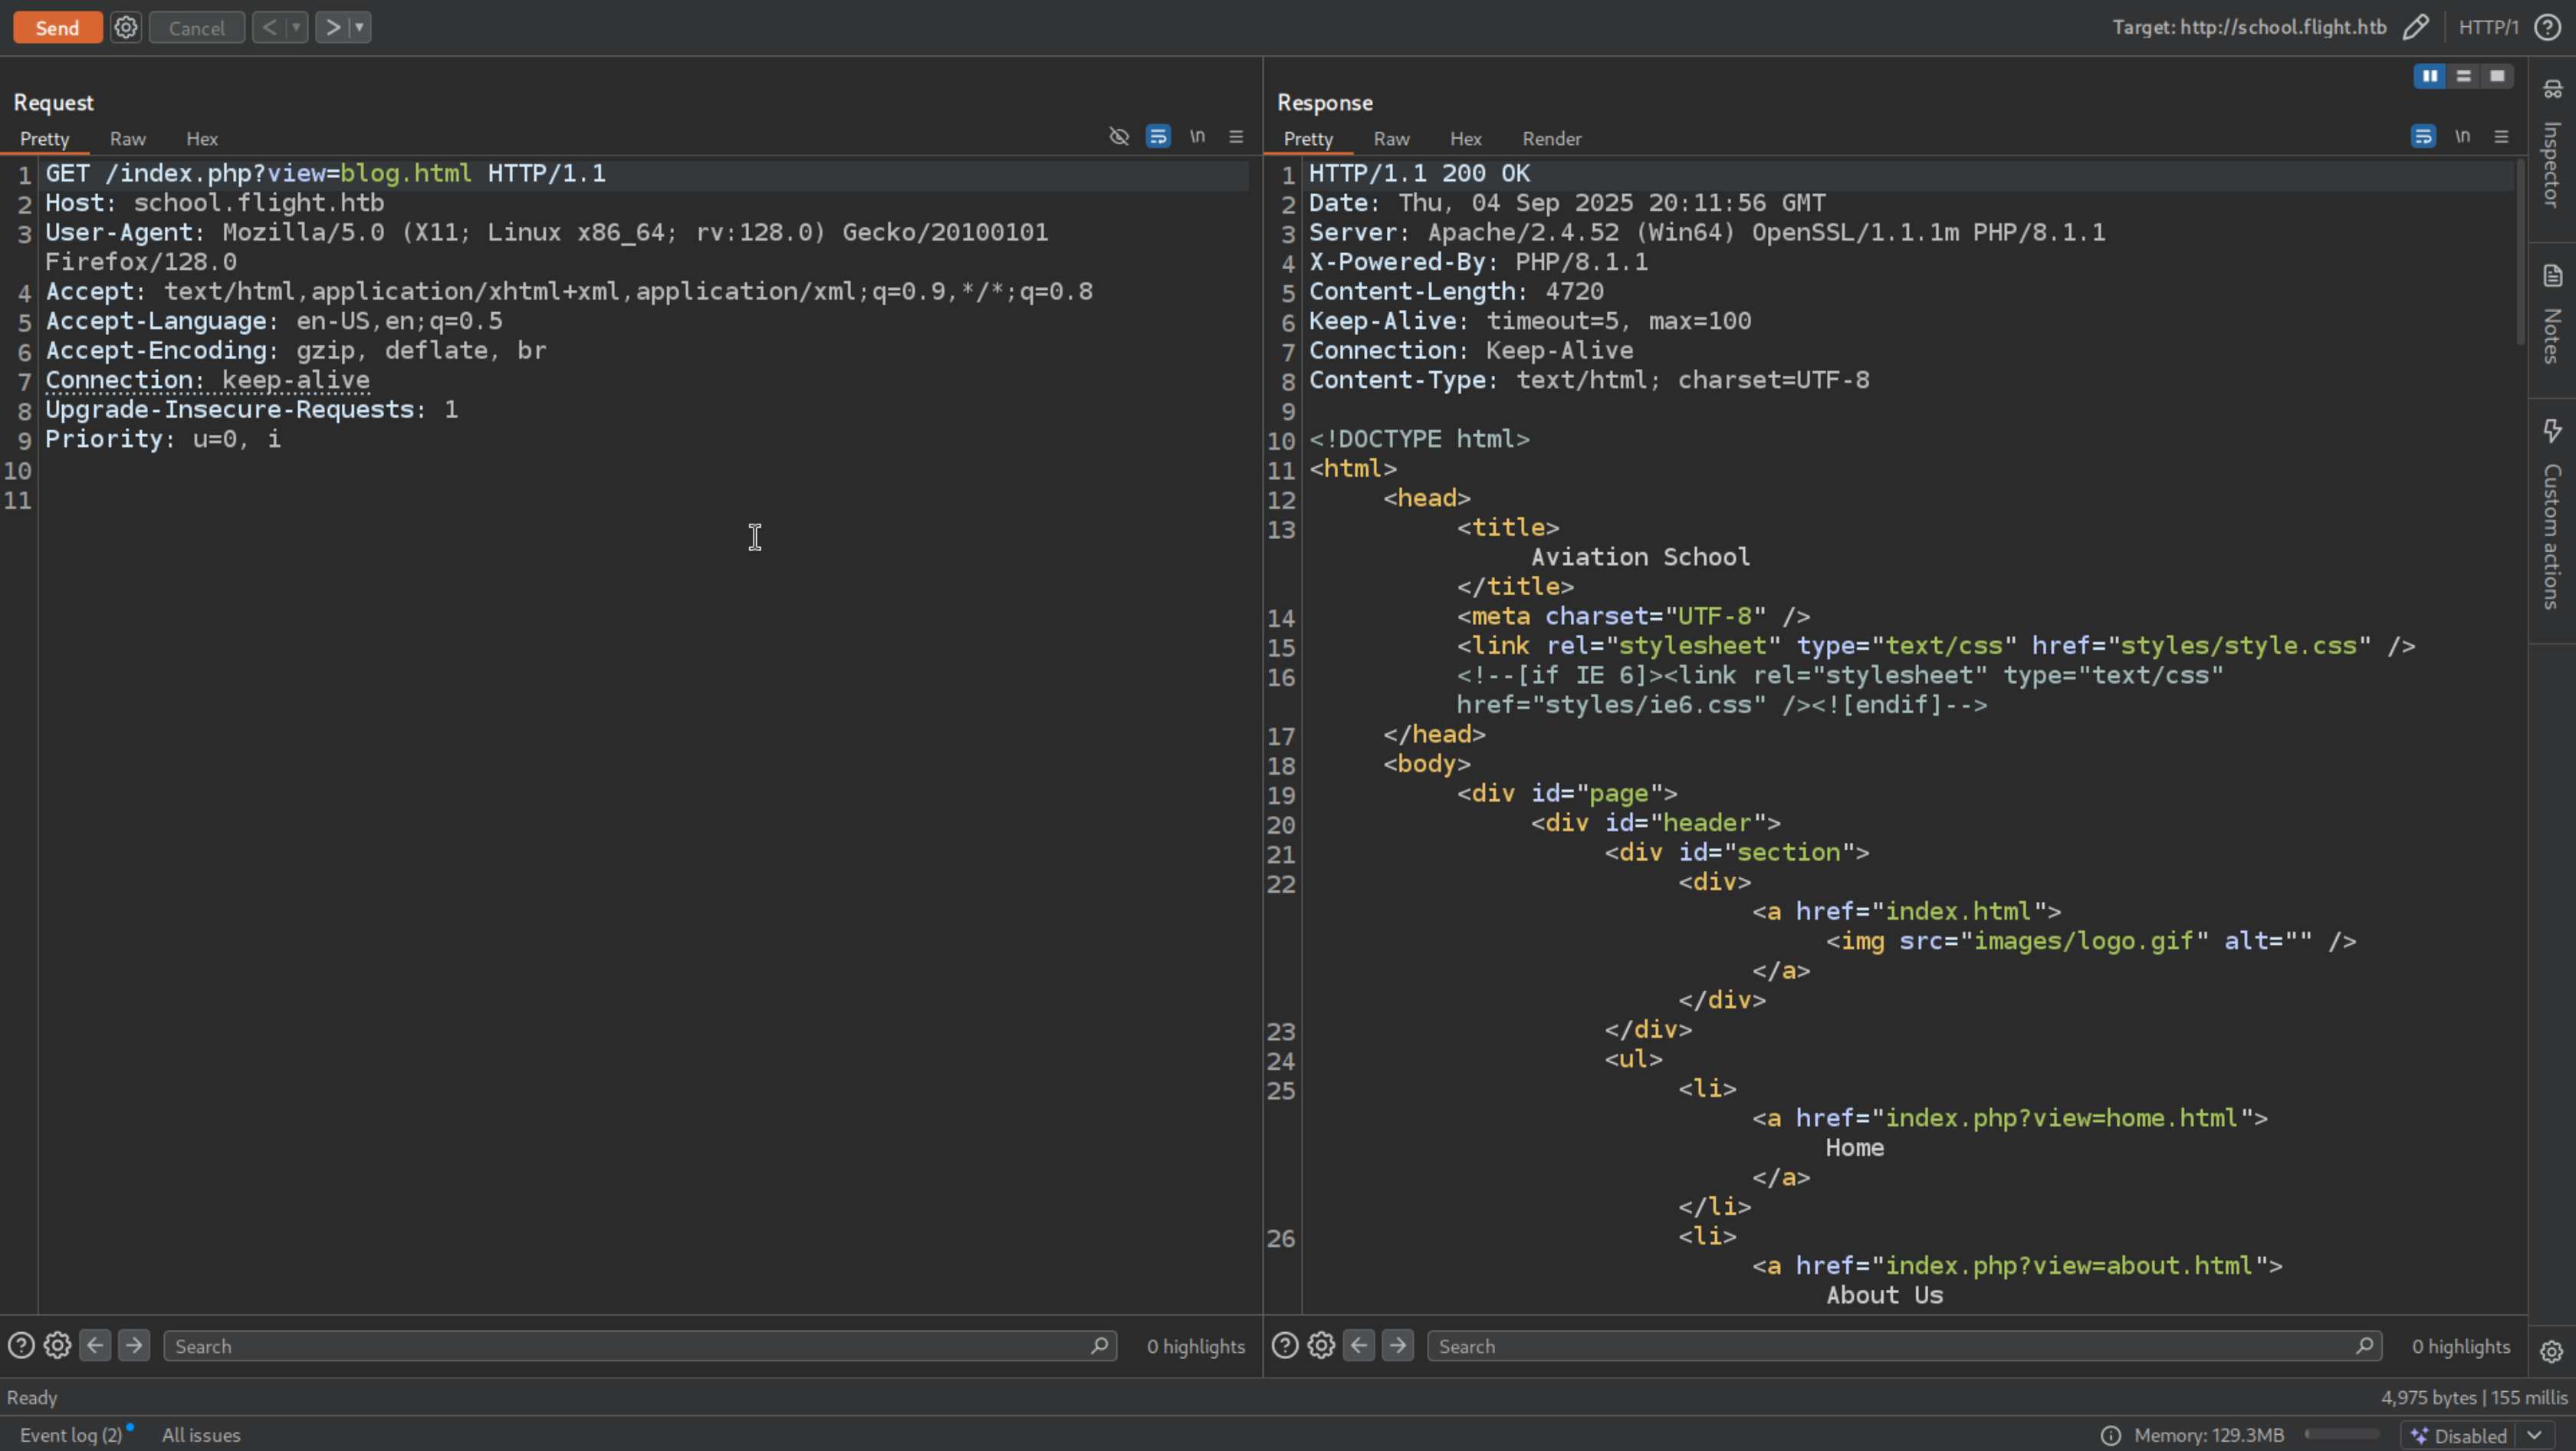 Send
Cancel
Target: http://school.flight.htb
HTTP/1
Request
Pretty Raw Hex
\n
1 GET /index.php?view=blog.html HTTP/1.1
2 Host: school.flight.htb
3 User-Agent: Mozilla/5.0 (X11; Linux x86_64; rv:128.0) Gecko/20100101
Firefox/128.0
4 Accept: text/html,application/xhtml+xml,application/xml;q=0.9,*/*;q=0.8
5 Accept-Language: en-US,en;q=0.5
6 Accept-Encoding: gzip, deflate, br
7 Connection: keep-alive
8 Upgrade-Insecure-Requests: 1
9 Priority: u=0, i
10
11
Search
0 highlights
Response
Pretty Raw Hex Render
\n
1 HTTP/1.1 200 OK
2 Date: Thu, 04 Sep 2025 20:11:56 GMT
3 Server: Apache/2.4.52 (Win64) OpenSSL/1.1.1m PHP/8.1.1
4 X-Powered-By: PHP/8.1.1
5 Content-Length: 4720
6 Keep-Alive: timeout=5, max=100
7 Connection: Keep-Alive
8 Content-Type: text/html; charset=UTF-8
9
10 <!DOCTYPE html>
11 <html>
12 <head>
13 <title>
Aviation School
</title>
14 <meta charset="UTF-8" />
15 <link rel="stylesheet" type="text/css" href="styles/style.css" />
16 <!--[if IE 6]><link rel="stylesheet" type="text/css"
href="styles/ie6.css" /><![endif]-->
17 </head>
18 <body>
19 <div id="page">
20 <div id="header">
21 <div id="section">
22 <div>
<a href="index.html">
<img src="images/logo.gif" alt="" />
</a>
</div>
23 </div>
24 <ul>
25 <li>
<a href="index.php?view=home.html">
Home
</a>
</li>
26 <li>
<a href="index.php?view=about.html">
About Us
Search
0 highlights
Inspector
Notes
Custom actions
Ready
4,975 bytes | 155 millis
Event log (2) All issues
Memory: 129.3MB
Disabled